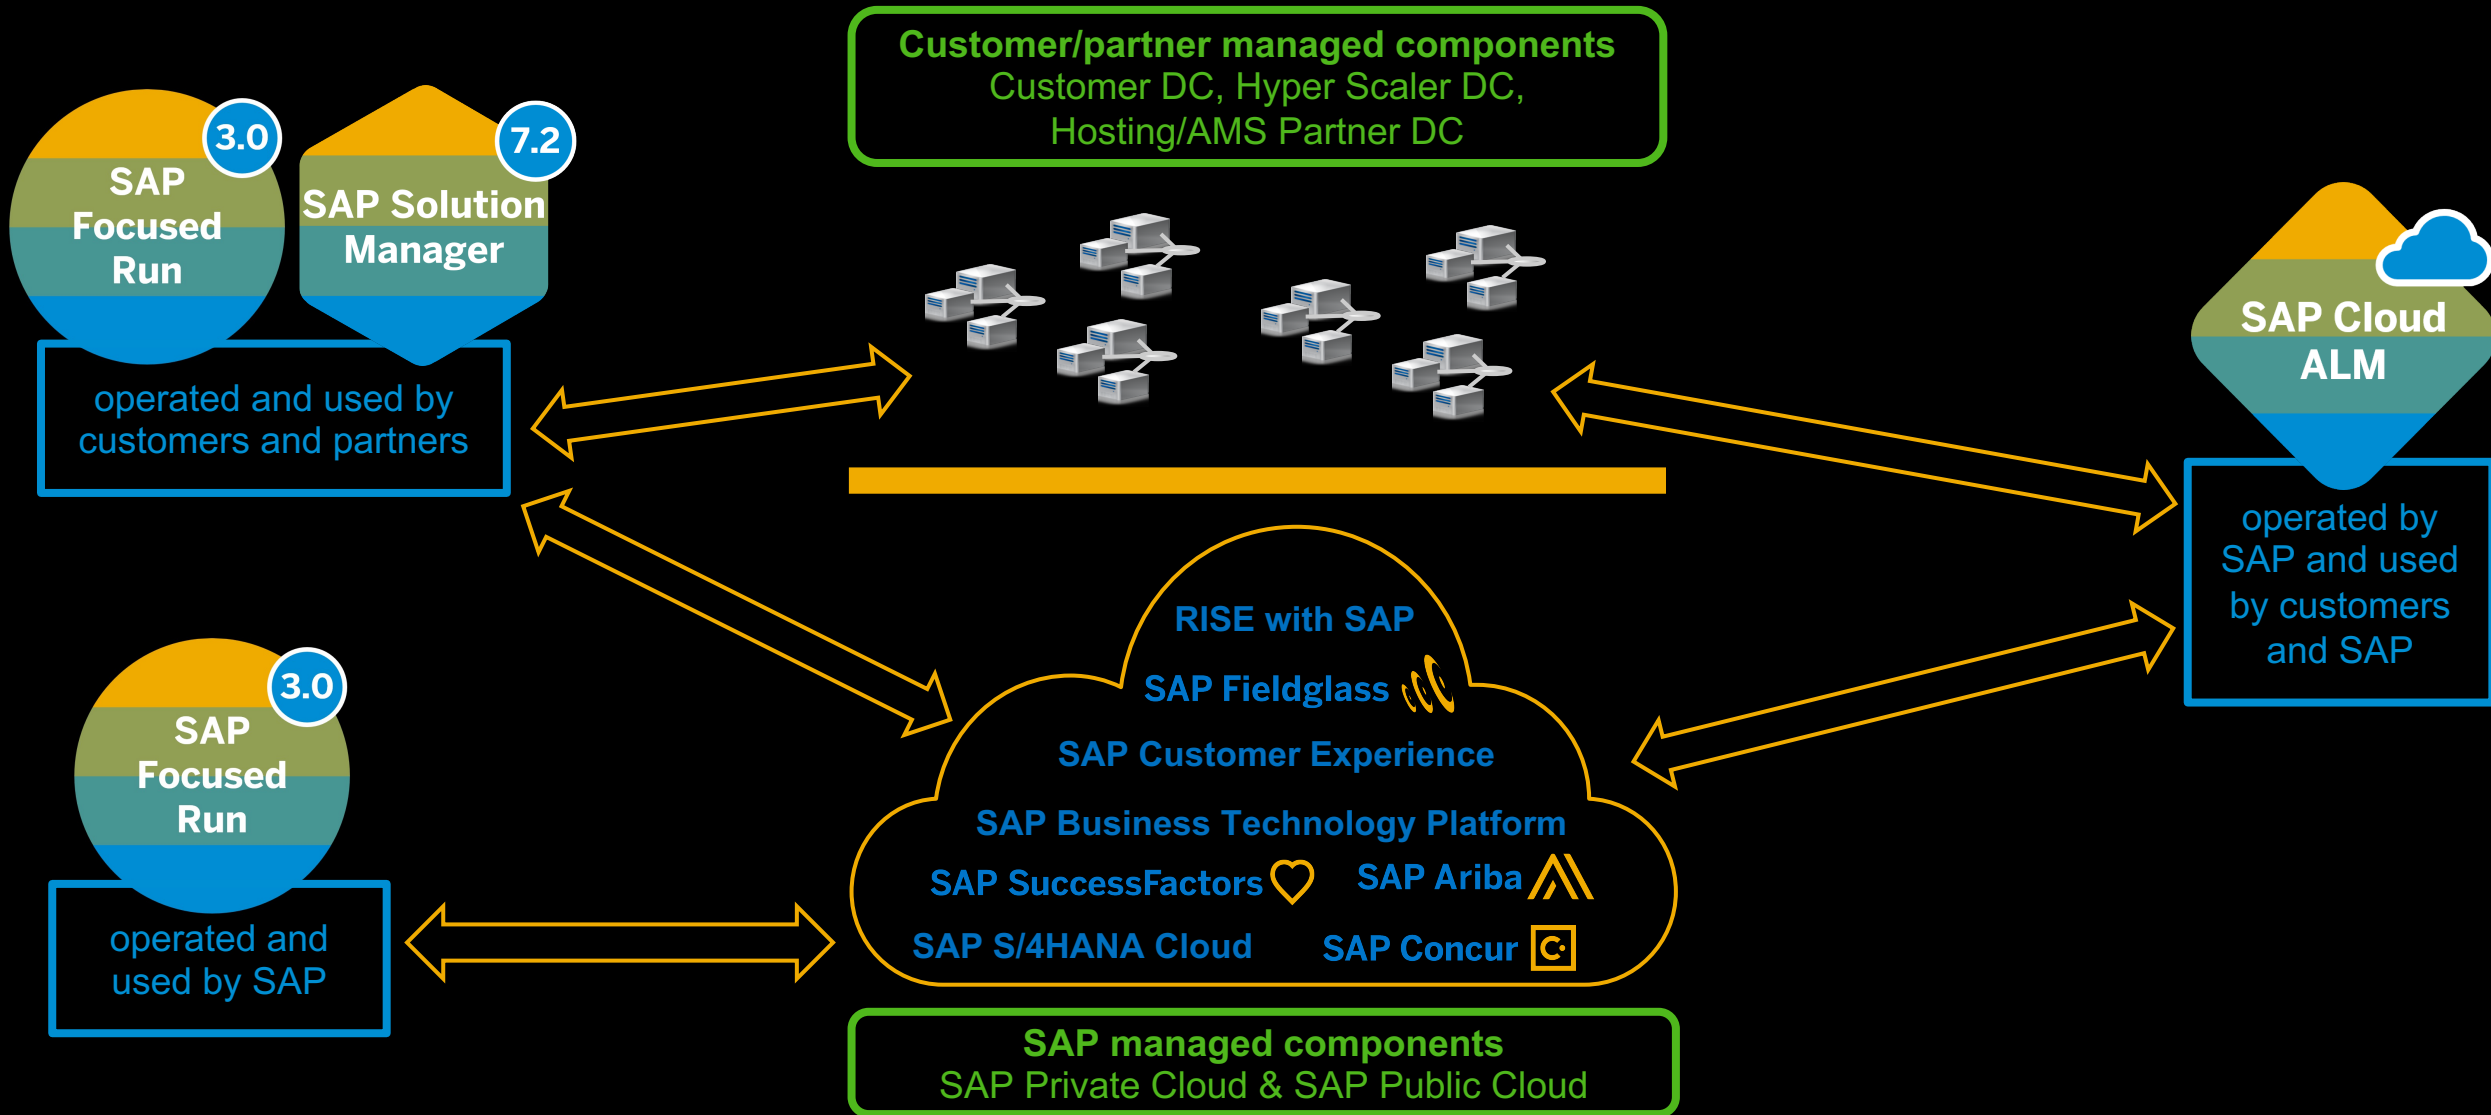 Customer/partner managed components
Customer DC, Hyper Scaler DC,
Hosting/AMS Partner DC
3.0
SAP
Focused
Run
7.2
SAP Solution
Manager
operated and used by
customers and partners
SAP Cloud
ALM
operated by
SAP and used
by customers
and SAP
3.0
SAP
Focused
Run
operated and
used by SAP
RISE with SAP
SAP Fieldglass
SAP Customer Experience
SAP Business Technology Platform
SAP SuccessFactors
SAP Ariba
SAP S/4HANA Cloud
SAP Concur
SAP managed components
SAP Private Cloud & SAP Public Cloud